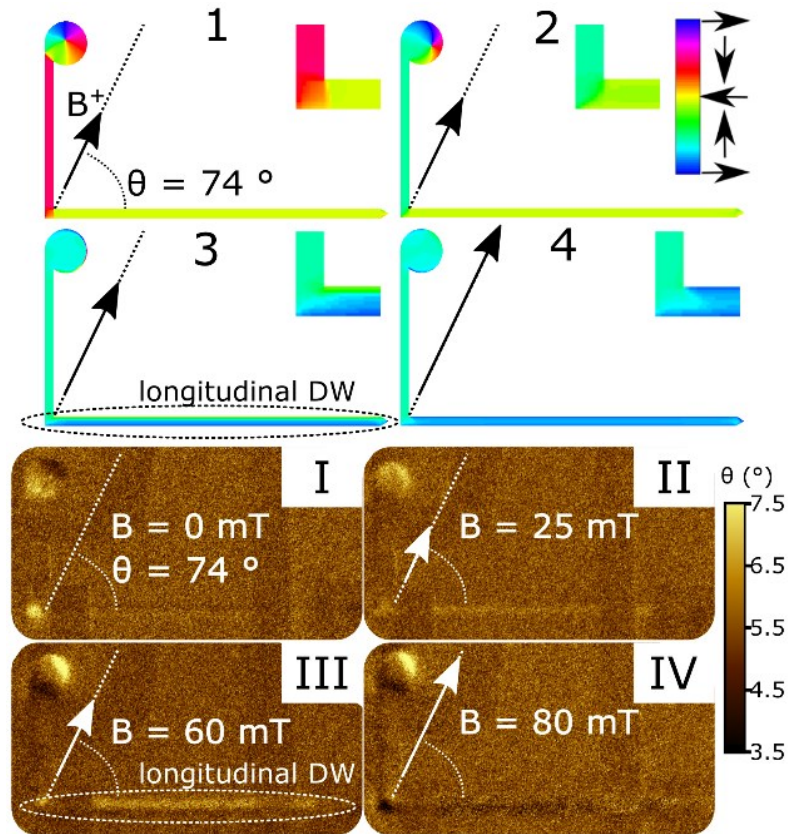 1
B+
θ = 74 °
2
3
longitudinal DW
4
I
B = 0 mT
θ = 74 °
II
B = 25 mT
θ (°)
7.5
6.5
5.5
4.5
3.5
III
B = 60 mT
longitudinal DW
IV
B = 80 mT